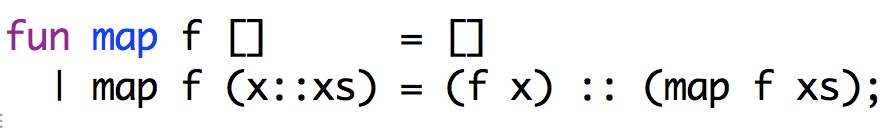 fun map f []      = []
  | map f (x::xs) = (f x) :: (map f xs);